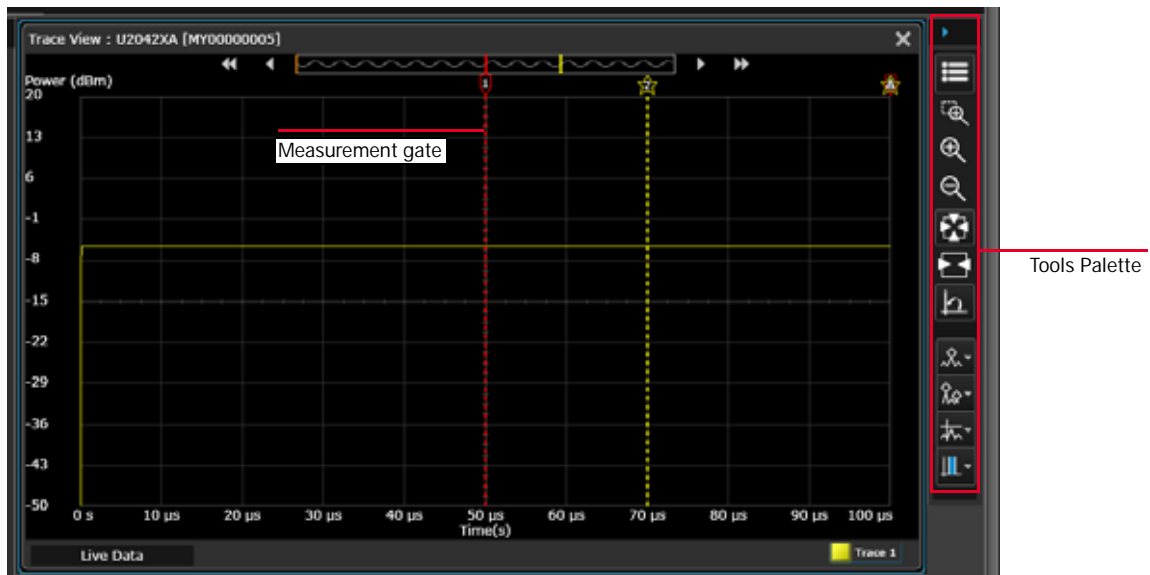 Trace View : U2042XA [MY00000005]
Power (dBm)
1
2
20
13
Measurement gate
6
-1
-8
Tools Palette
-15
-22
-29
-36
-43
-50
0 s 10 µs 20 µs 30 µs 40 µs 50 µs 60 µs 70 µs 80 µs 90 µs 100 µs
Time(s)
Live Data
Trace 1